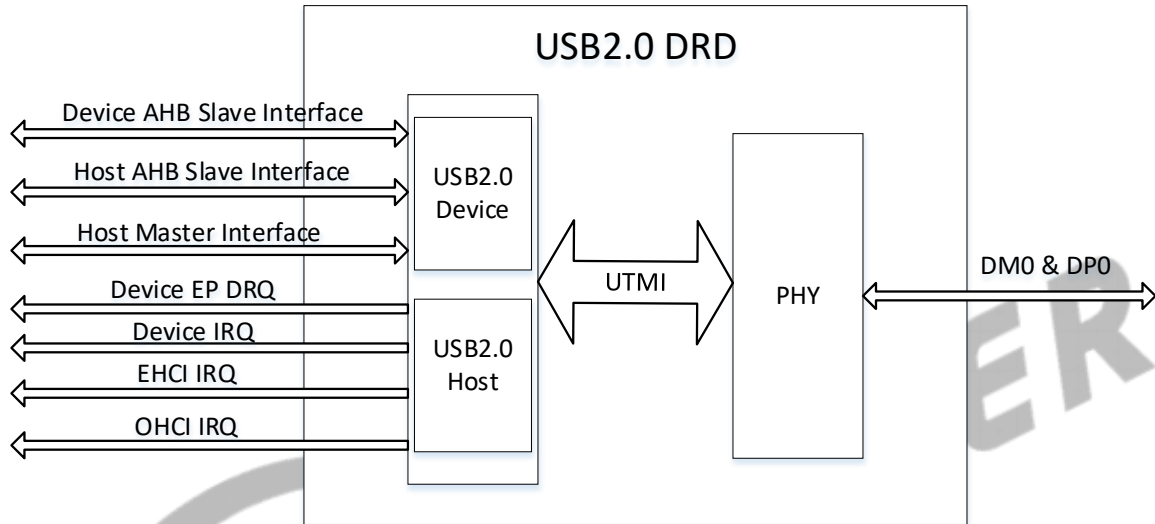 USB2.0 DRD
Device AHB Slave Interface
Host AHB Slave Interface
Host Master Interface
Device EP DRQ
Device IRQ
EHCI IRQ
OHCI IRQ
USB2.0
Device
USB2.0
Host
UTMI
PHY
DM0 & DP0
ER